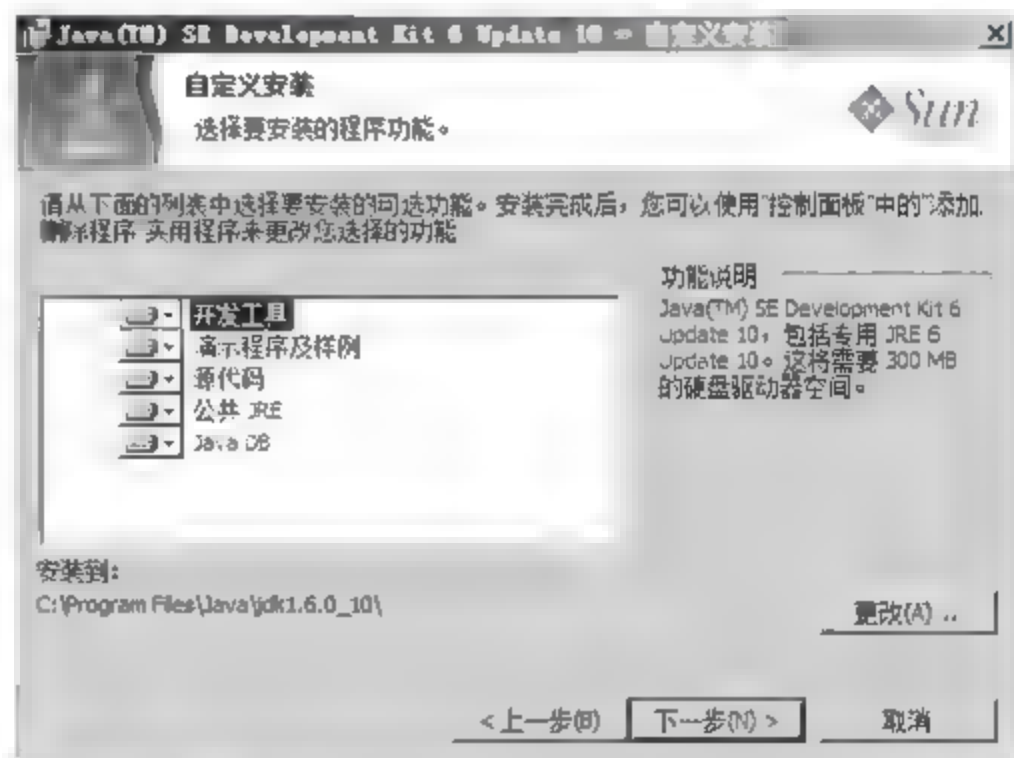 Java(TM) SE Development Kit 6 Update 10 - 自定义安装
自定义安装
选择要安装的程序功能。
Sun
请从下面的列表中选择要安装的可选功能。安装完成后，您可以使用"控制面板"中的"添加
删除程序 实用程序来更改您选择的功能
功能说明
Java(TM) SE Development Kit 6
Update 10，包括专用 JRE 6
Update 10。这将需要 300 MB
的硬盘驱动器空间。
开发工具
演示程序及样例
源代码
公共 JRE
Java DB
安装到：
C:\Program Files\Java\jdk1.6.0_10\
更改(A) ..
<上一步(B)
下一步(N) >
取消